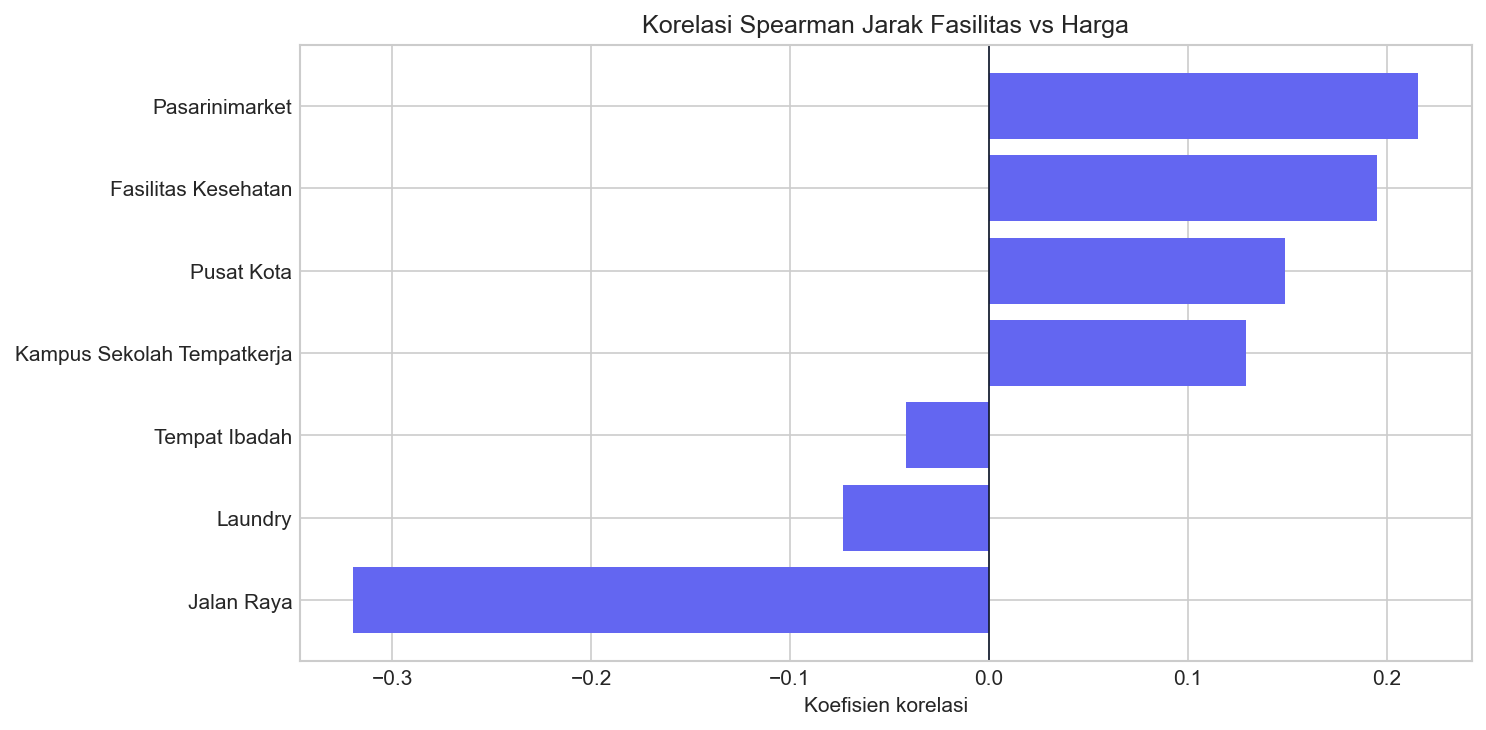 Korelasi Spearman Jarak Fasilitas vs Harga
Pasarinimarket
Fasilitas Kesehatan
Pusat Kota
Kampus Sekolah Tempatkerja
Tempat Ibadah
Laundry
Jalan Raya
−0.3 −0.2 −0.1 0.0 0.1 0.2
Koefisien korelasi